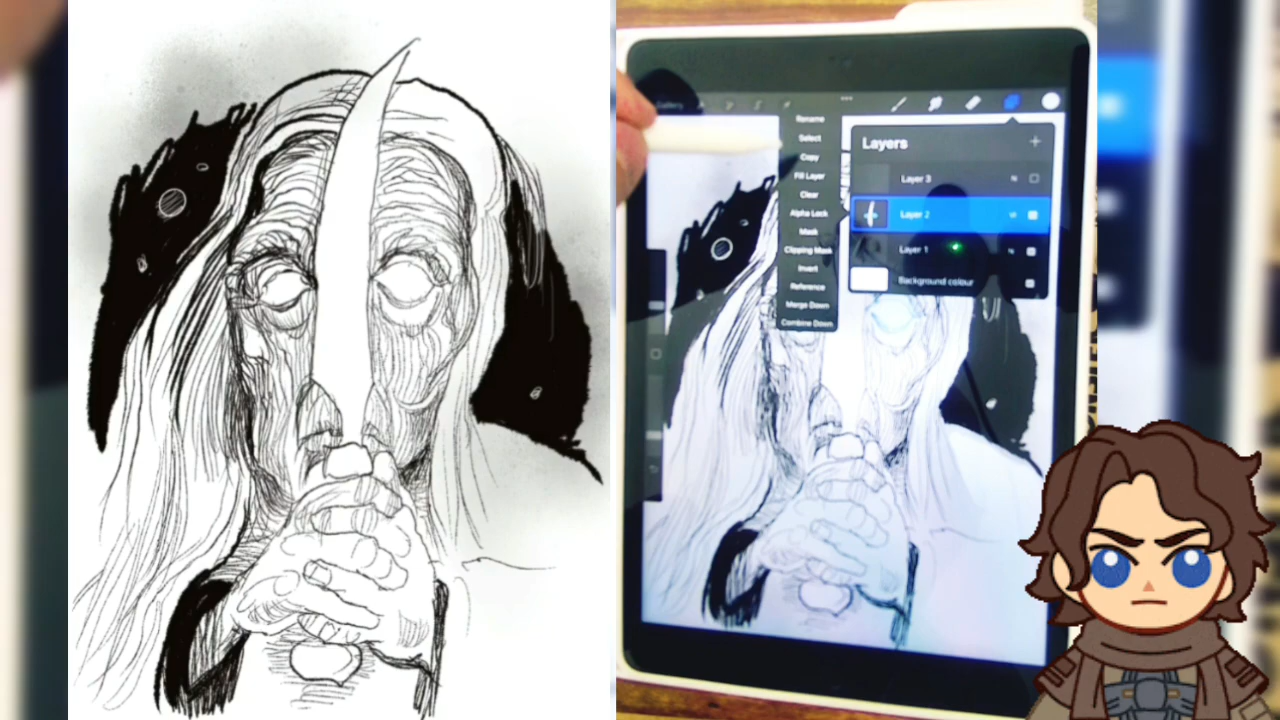 Gallery
Rename
Select
Copy
Fill Layer
Clear
Alpha Lock
Mask
Clipping Mask
Invert
Reference
Merge Down
Combine Down
Layers
Layer 3
N
Layer 2
Layer 1
N
Background colour